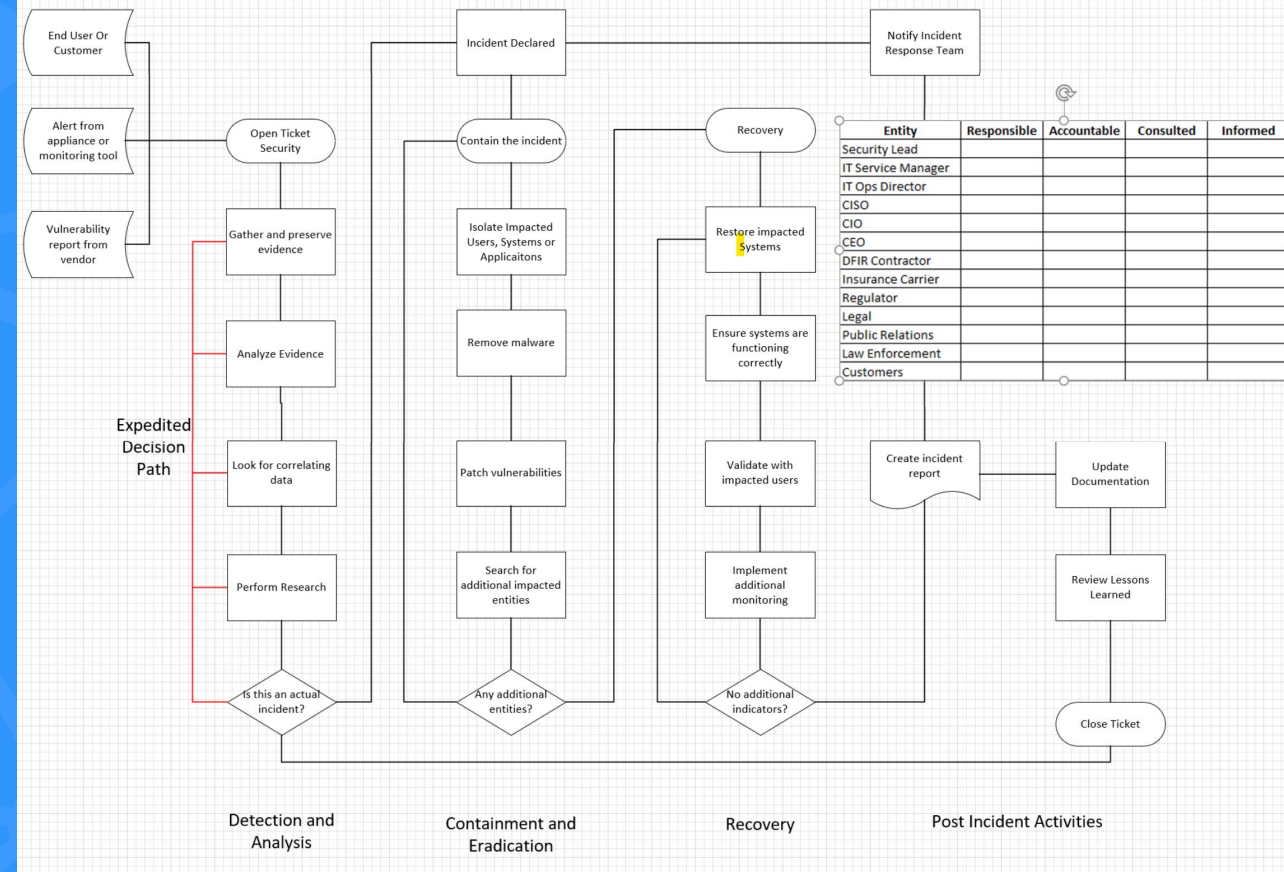 End User Or
Customer
Alert from
appliance or
monitoring tool
Vulnerability
report from
vendor
Open Ticket
Security
Gather and preserve
evidence
Analyze Evidence
Look for correlating
data
Perform Research
Is this an actual
incident?
Expedited
Decision
Path
Incident Declared
Contain the incident
Isolate Impacted
Users, Systems or
Applicaitons
Remove malware
Patch vulnerabilities
Search for
additional impacted
entities
Any additional
entities?
Recovery
Restore impacted
Systems
Ensure systems are
functioning
correctly
Validate with
impacted users
Implement
additional
monitoring
No additional
indicators?
Notify Incident
Response Team
Entity Responsible Accountable Consulted Informed
Security Lead
IT Service Manager
IT Ops Director
CISO
CIO
CEO
DFIR Contractor
Insurance Carrier
Regulator
Legal
Public Relations
Law Enforcement
Customers
Create incident
report
Update
Documentation
Review Lessons
Learned
Close Ticket
Detection and
Analysis
Containment and
Eradication
Recovery
Post Incident Activities